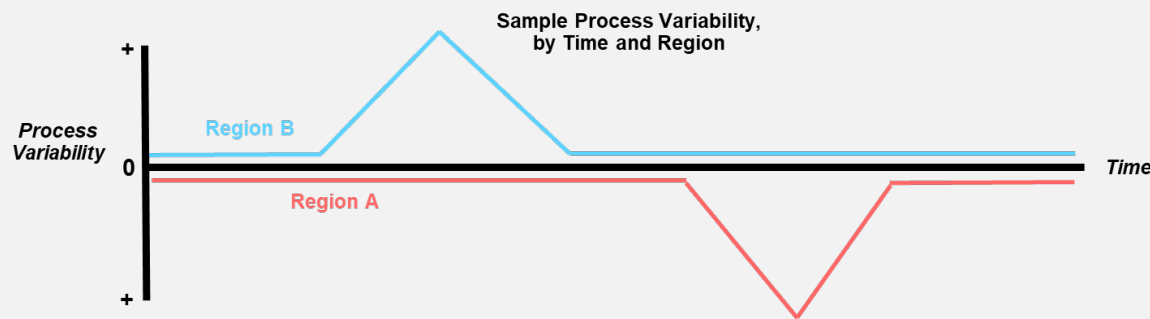 Sample Process Variability,
by Time and Region
+
Region B
Process
Variability
0
Time
Region A
+